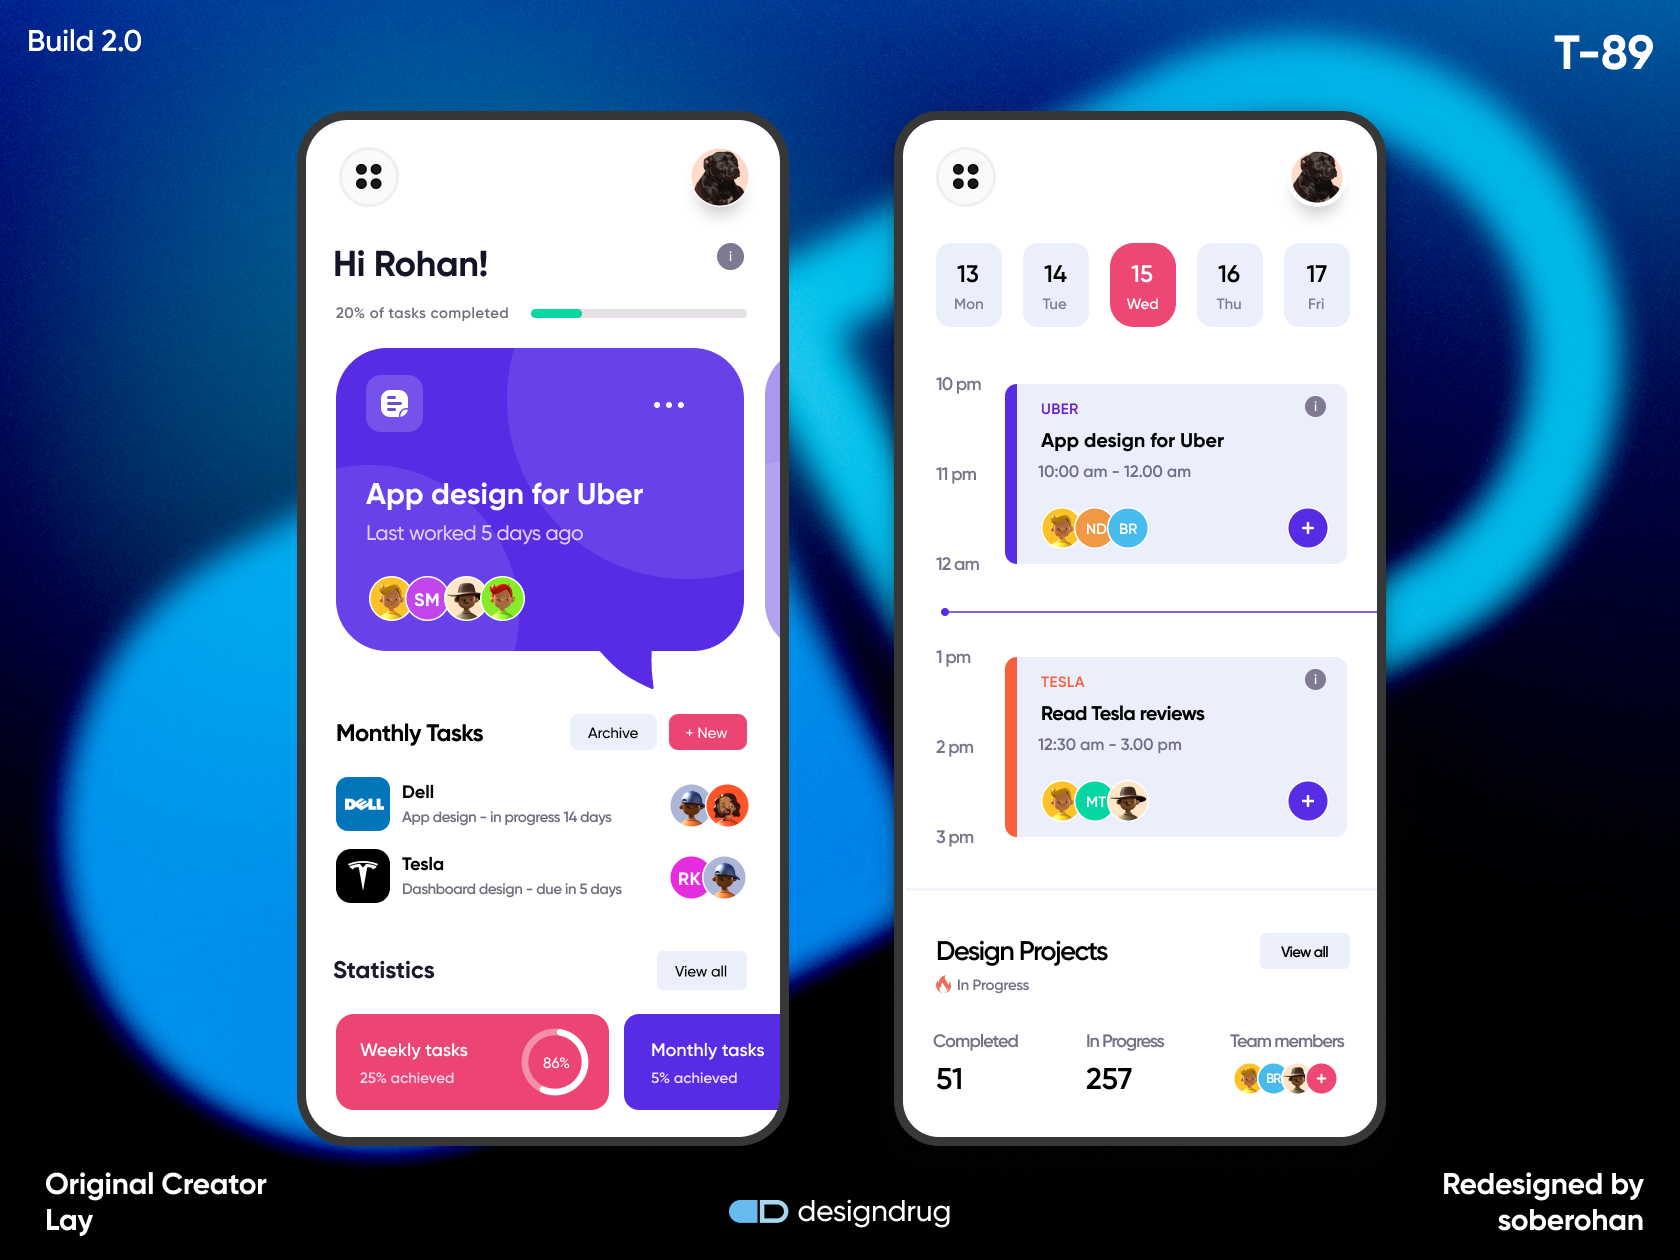 Build 2.0
T-89
Hi Rohan!
i
20% of tasks completed
App design for Uber
Last worked 5 days ago
SM
Monthly Tasks
Archive
+ New
DELL
Dell
App design - in progress 14 days
Tesla
Dashboard design - due in 5 days
RK
Statistics
View all
Weekly tasks
25% achieved
86%
Monthly tasks
5% achieved
13
Mon
14
Tue
15
Wed
16
Thu
17
Fri
10 pm
UBER
i
App design for Uber
10:00 am - 12.00 am
11 pm
ND
BR
+
12 am
1 pm
TESLA
i
Read Tesla reviews
12:30 am - 3.00 pm
2 pm
MT
+
3 pm
Design Projects
View all
In Progress
Completed
In Progress
Team members
51
257
BR
+
Original Creator
Lay
designdrug
Redesigned by
soberohan